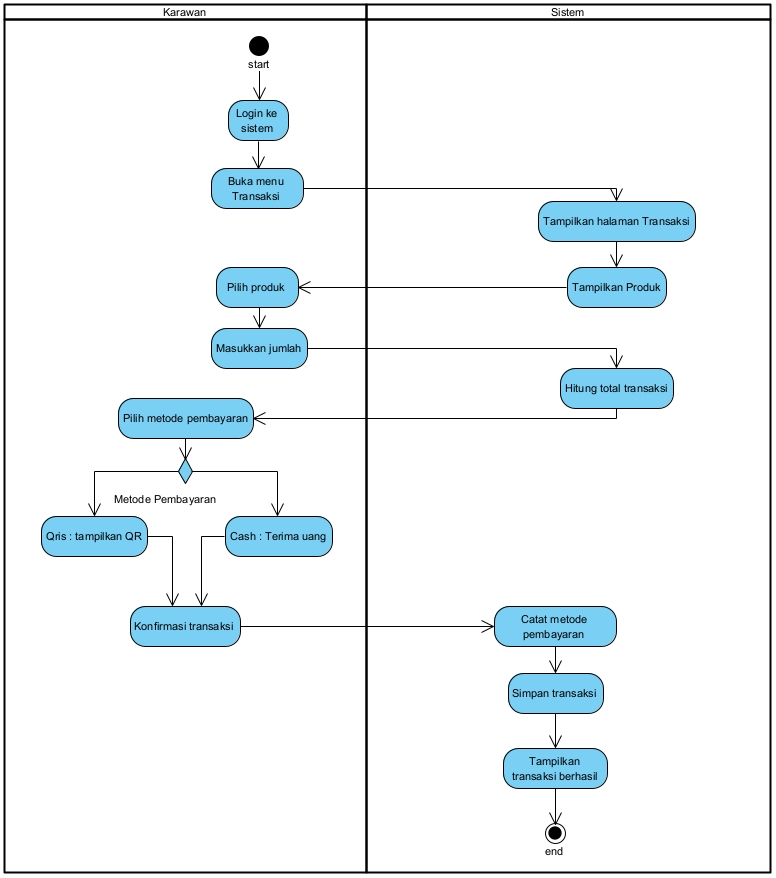 Karawan
Sistem
start
Login ke
sistem
Buka menu
Transaksi
Tampilkan halaman Transaksi
Pilih produk
Tampilkan Produk
Masukkan jumlah
Hitung total transaksi
Pilih metode pembayaran
Metode Pembayaran
Qris : tampilkan QR
Cash : Terima uang
Konfirmasi transaksi
Catat metode
pembayaran
Simpan transaksi
Tampilkan
transaksi berhasil
end